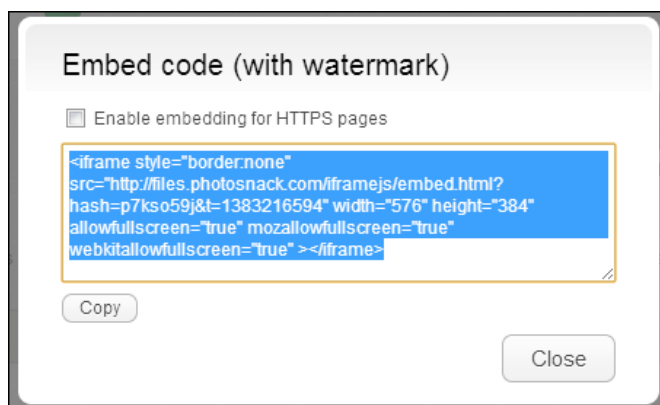 Embed code (with watermark)
Enable embedding for HTTPS pages
<iframe style="border:none"
src="http://files.photosnack.com/iframejs/embed.html?
hash=p7kso59j&t=1383216594" width="576" height="384"
allowfullscreen="true" mozallowfullscreen="true"
webkitallowfullscreen="true" ></iframe>
Copy
Close